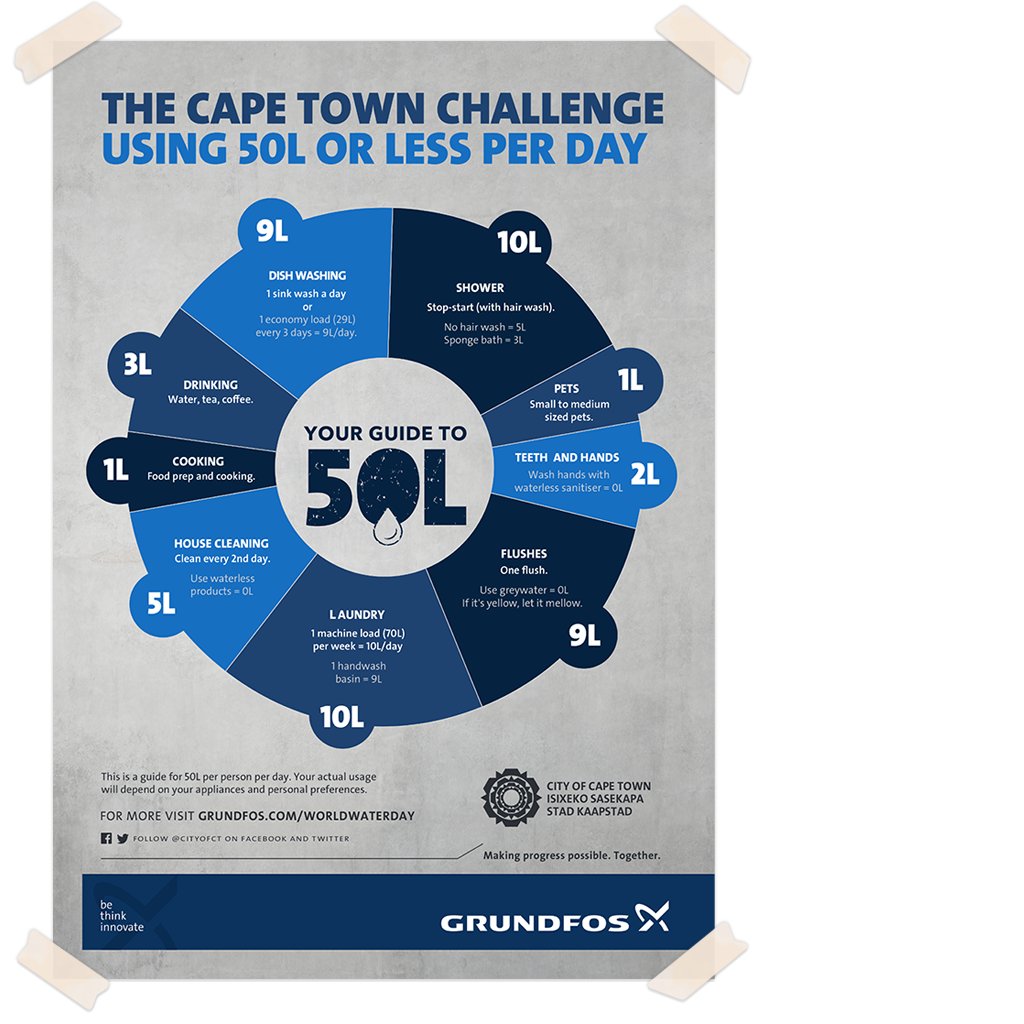 THE CAPE TOWN CHALLENGE
USING 50L OR LESS PER DAY
9L
DISH WASHING
1 sink wash a day
or
1 economy load (29L)
every 3 days = 9L/day.
10L
SHOWER
Stop-start (with hair wash).
No hair wash = 5L
Sponge bath = 3L
3L
DRINKING
Water, tea, coffee.
1L
PETS
Small to medium
sized pets.
YOUR GUIDE TO
50L
1L
COOKING
Food prep and cooking.
TEETH AND HANDS
Wash hands with
waterless sanitiser = 0L
2L
HOUSE CLEANING
Clean every 2nd day.
Use waterless
products = 0L
5L
FLUSHES
One flush.
Use greywater = 0L
If it's yellow, let it mellow.
9L
LAUNDRY
1 machine load (70L)
per week = 10L/day
1 handwash
basin = 9L
10L
This is a guide for 50L per person per day. Your actual usage
will depend on your appliances and personal preferences.
FOR MORE VISIT GRUNDFOS.COM/WORLDWATERDAY
FOLLOW @CITYOFCT ON FACEBOOK AND TWITTER
CITY OF CAPE TOWN
ISIXEKO SASEKAPA
STAD KAAPSTAD
Making progress possible. Together.
be
think
innovate
GRUNDFOS